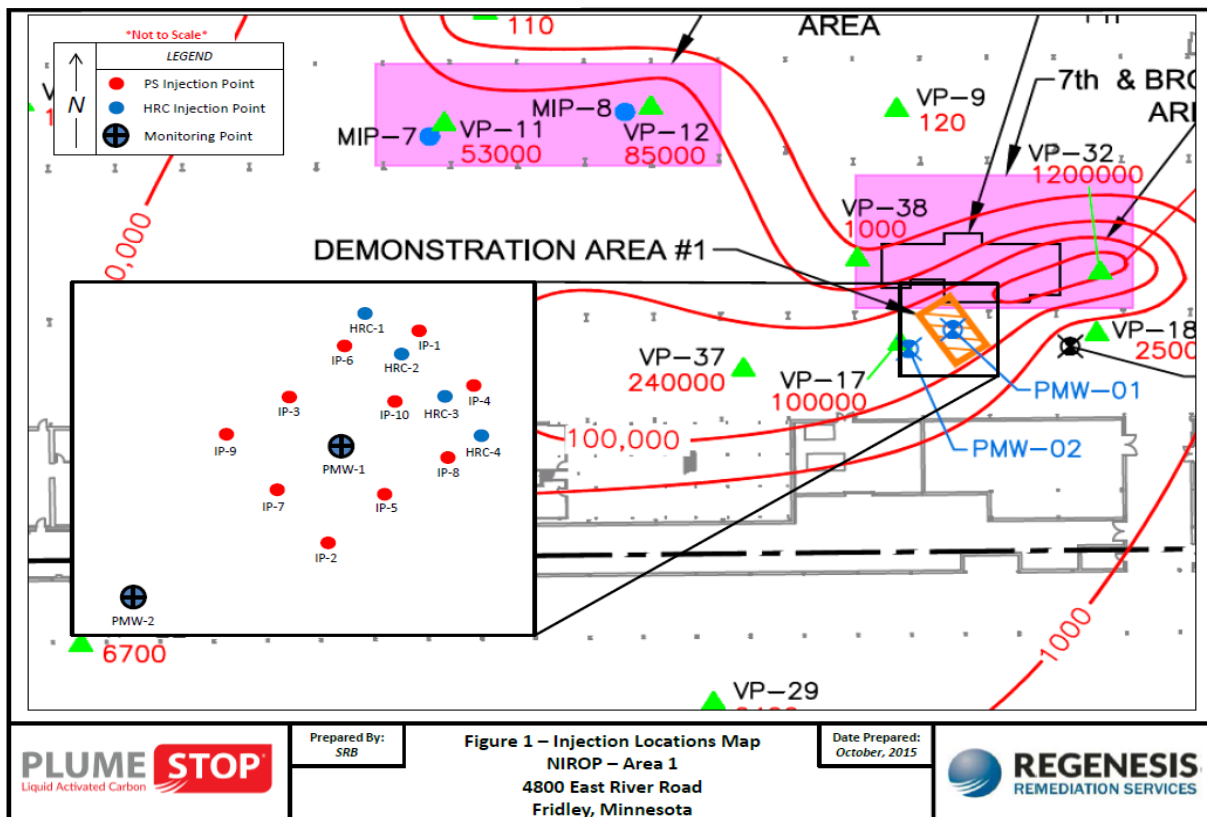 *Not to Scale*
LEGEND
N
PS Injection Point
HRC Injection Point
Monitoring Point
110
AREA
MIP-7
VP-11
53000
MIP-8
VP-12
85000
VP-9
120
7th & BRO
VP-32
1200000
VP-38
1000
0,000
DEMONSTRATION AREA #1
VP-37
240000
VP-17
100000
VP-18
2500
PMW-01
PMW-02
100,000
HRC-1
IP-1
IP-6
HRC-2
IP-4
IP-3
IP-10
HRC-3
IP-9
HRC-4
PMW-1
IP-8
IP-7
IP-5
IP-2
PMW-2
6700
VP-29
1000
PLUME STOP®
Liquid Activated Carbon
Prepared By:
SRB
Figure 1 – Injection Locations Map
NIROP – Area 1
4800 East River Road
Fridley, Minnesota
Date Prepared:
October, 2015
REGENESIS
REMEDIATION SERVICES